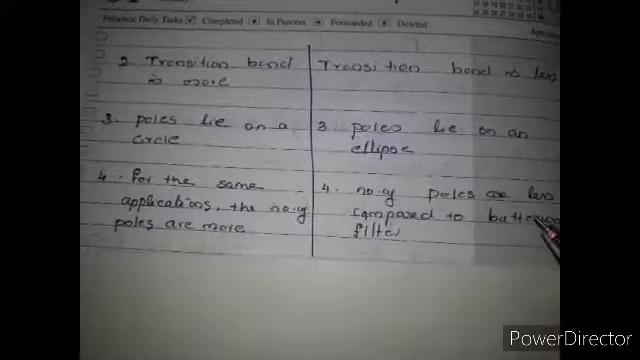 Prioritize Daily Tasks ✓ Completed • In Process → Forwarded × Deleted
2. Transition band
is more
3. poles lie on a
circle
4. For the same
applications, the no. of
poles are more
Transition band is less
3. poles lie on an
ellipse
4. no. of poles are less
compared to
filter
PowerDirector